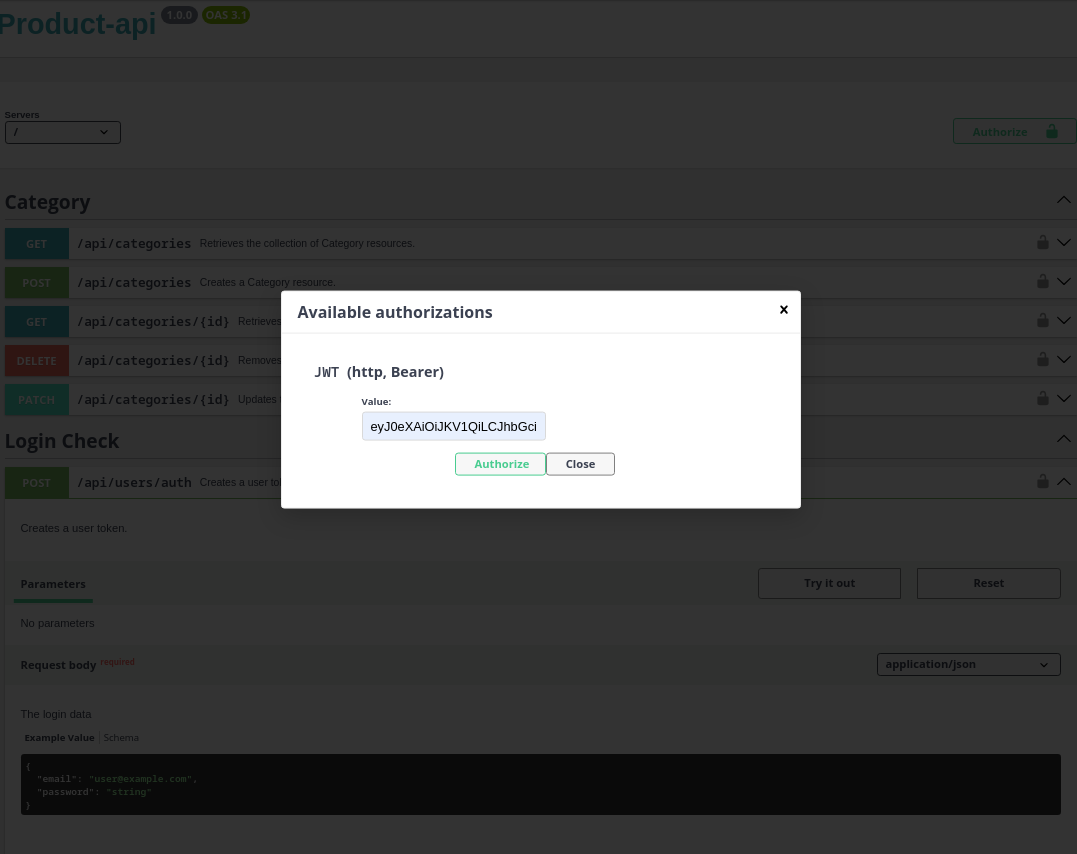 Product-api 1.0.0 OAS 3.1
Servers
/
Authorize
Category
GET /api/categories Retrieves the collection of Category resources.
POST /api/categories Creates a Category resource.
GET /api/categories/{id} Retrieves
DELETE /api/categories/{id} Removes
PATCH /api/categories/{id} Updates
Available authorizations
JWT (http, Bearer)
Value:
eyJ0eXAiOiJKV1QiLCJhbGci
Authorize Close
Login Check
POST /api/users/auth Creates a user
Creates a user token.
Parameters
Try it out
Reset
No parameters
Request body required
application/json
The login data
Example Value Schema
{
"email": "user@example.com",
"password": "string"
}